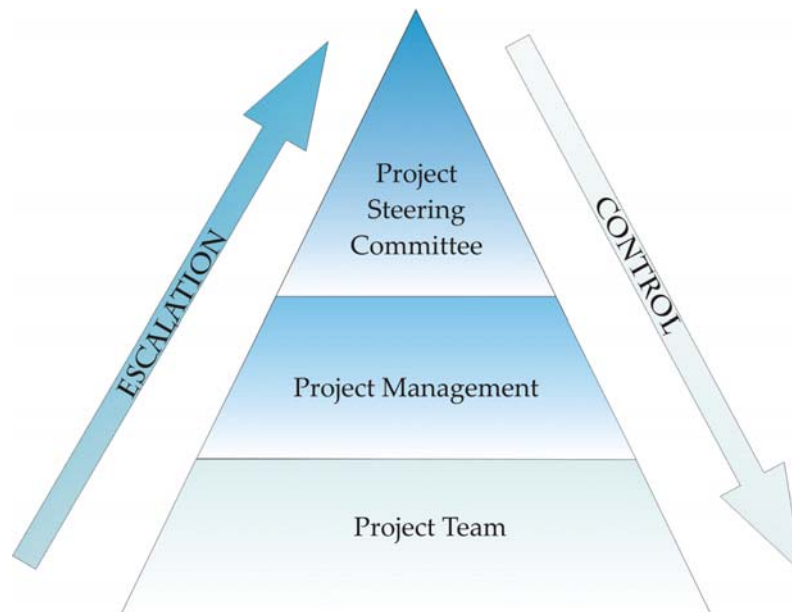 Project
Steering
Committee
ESCALATION
CONTROL
Project Management
Project Team